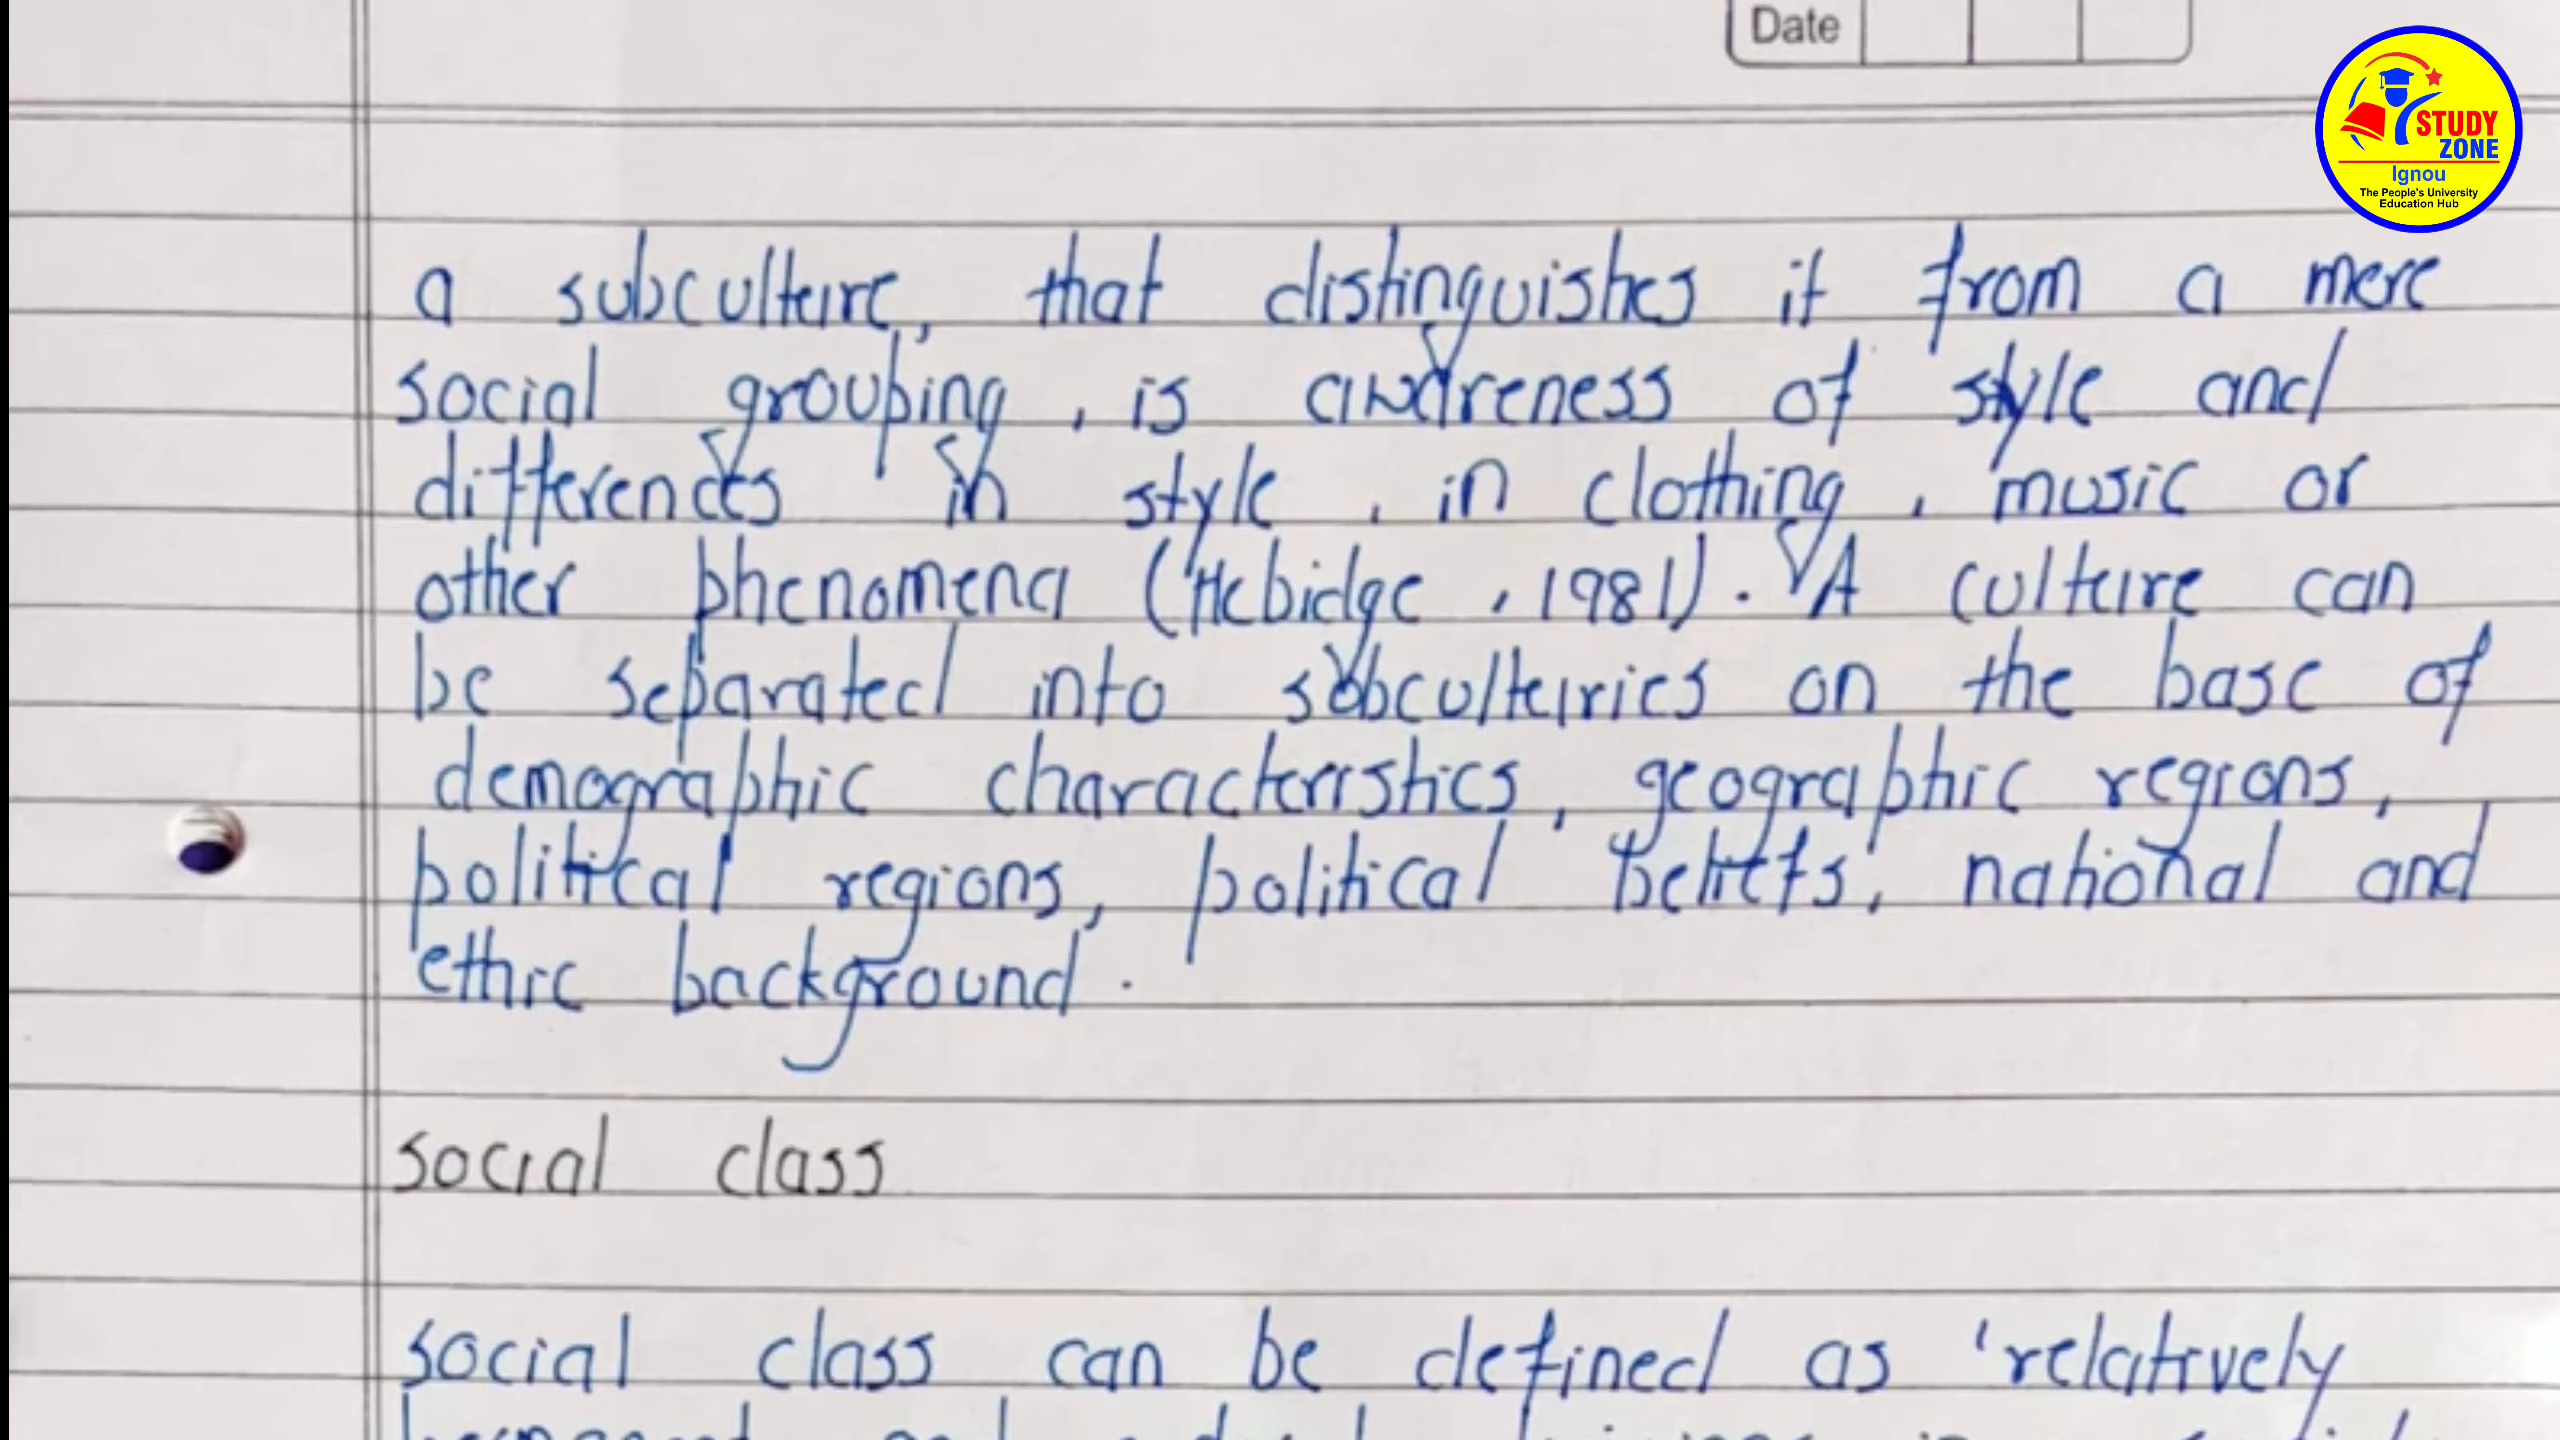 Date
STUDY
ZONE
Ignou
The People's University
Education Hub
a subculture, that distinguishes it from a mere
social grouping, is awareness of style and
differences in style, in clothing, music or
other phenomena (Hebidge, 1981). A culture can
be separated into subculturies on the base of
demographic characteristics, geographic regions,
political regions, political beliefs, national and
ethic background.
social class
social class can be defined as 'relatively